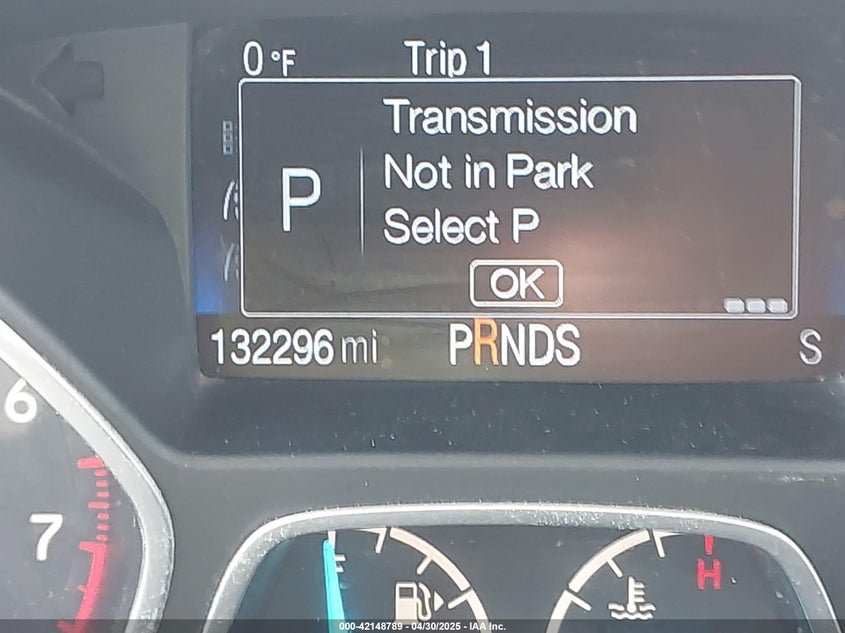 0 °F Trip 1
Transmission
P Not in Park
Select P
OK
132296 mi PRNDS S
6
7
F
H
000-42148789 - 04/30/2025 - IAA Inc.